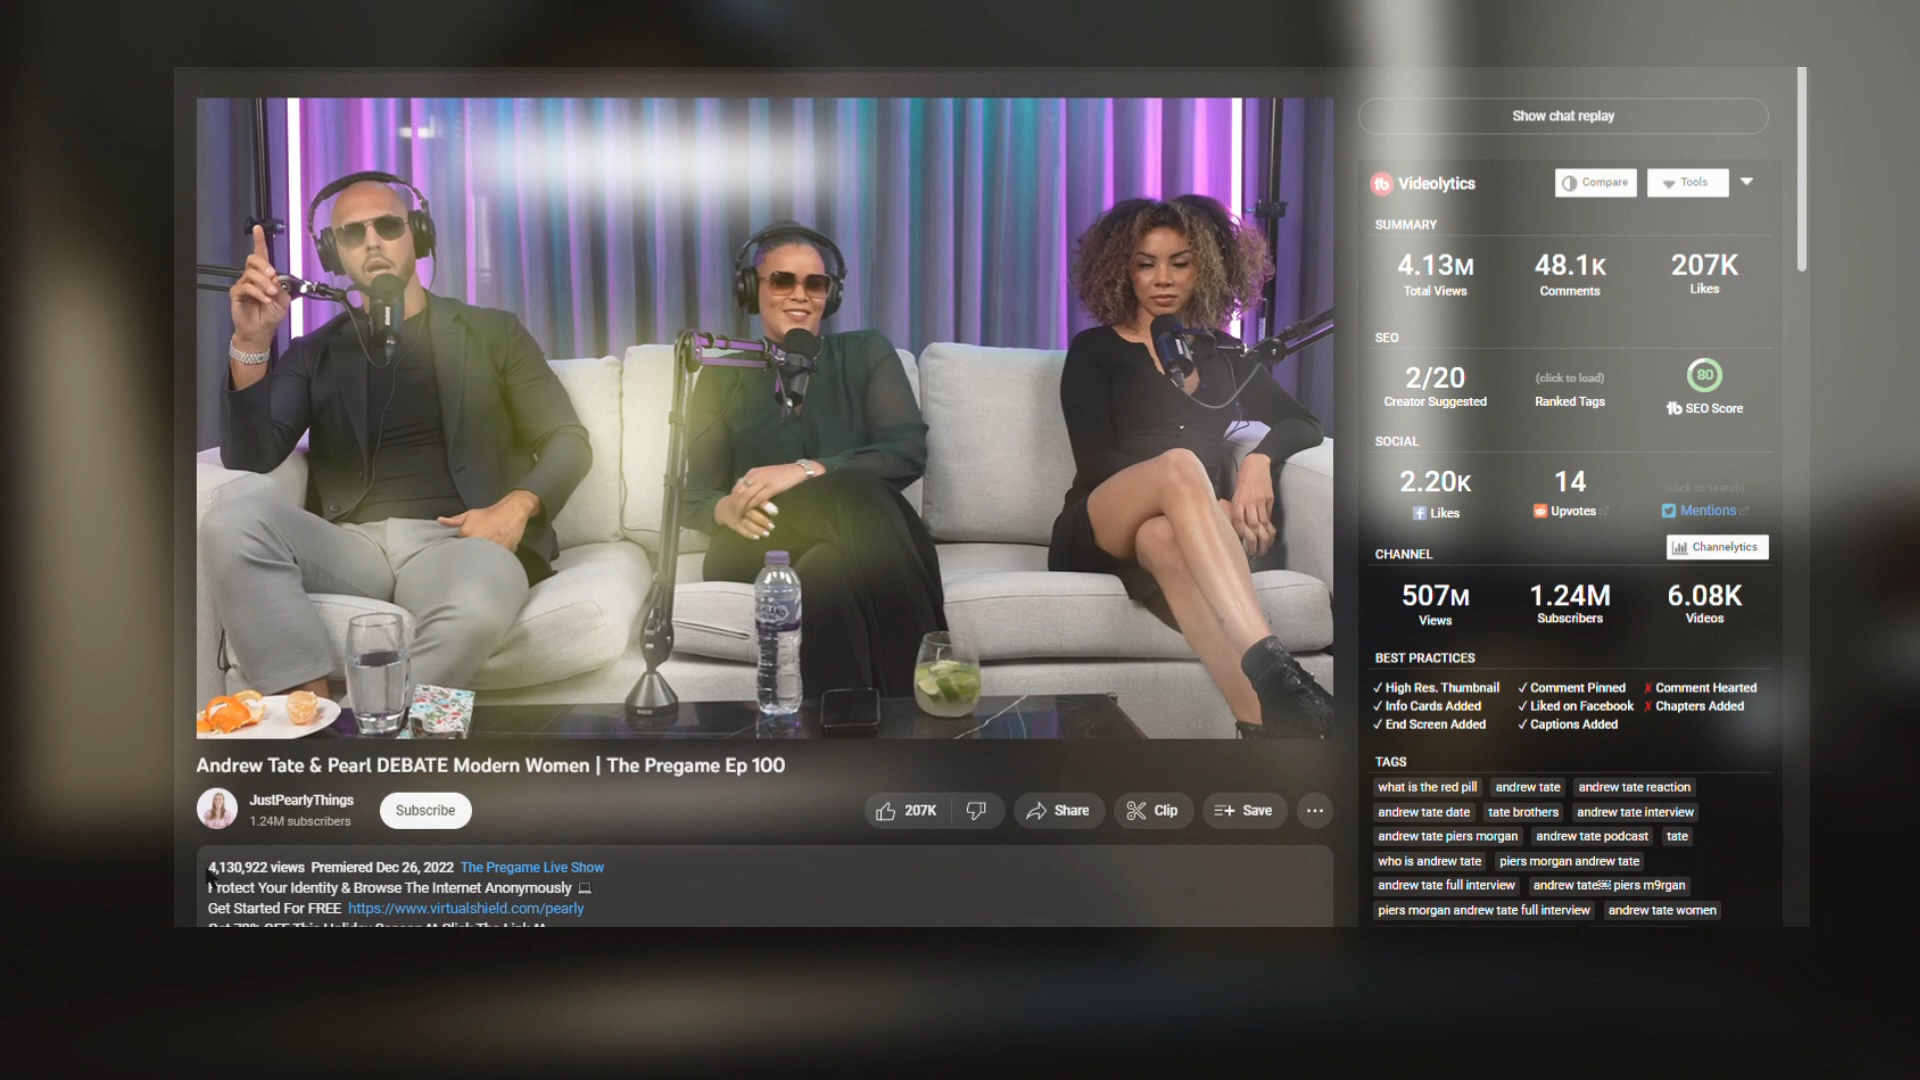 Show chat replay
Videolytics
Compare
Tools
SUMMARY
4.13M
48.1K
207K
Total Views
Comments
Likes
SEO
2/20
(click to load)
80
Creator Suggested
Ranked Tags
SEO Score
SOCIAL
2.20K
14
(click to search)
Likes
Upvotes
Mentions
CHANNEL
Channelytics
507M
1.24M
6.08K
Views
Subscribers
Videos
BEST PRACTICES
✓ High Res. Thumbnail ✓ Comment Pinned ✗ Comment Hearted
✓ Info Cards Added ✓ Liked on Facebook ✗ Chapters Added
✓ End Screen Added ✓ Captions Added
TAGS
what is the red pill andrew tate andrew tate reaction
andrew tate date tate brothers andrew tate interview
andrew tate piers morgan andrew tate podcast tate
who is andrew tate piers morgan andrew tate
andrew tate full interview andrew tate piers m9rgan
piers morgan andrew tate full interview andrew tate women
Andrew Tate & Pearl DEBATE Modern Women | The Pregame Ep 100
JustPearlyThings
1.24M subscribers
Subscribe
207K
Share
Clip
Save
4,130,922 views Premiered Dec 26, 2022 The Pregame Live Show
Protect Your Identity & Browse The Internet Anonymously
Get Started For FREE https://www.virtualshield.com/pearly